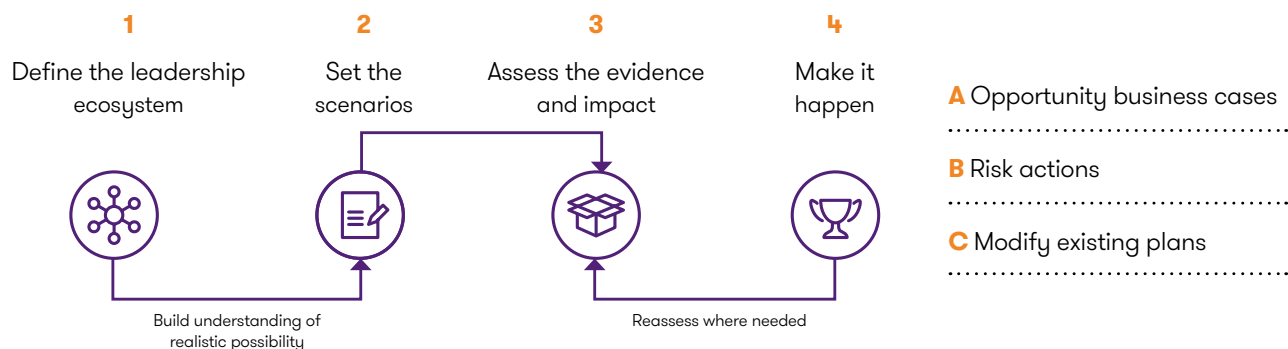 1
Define the leadership
ecosystem
2
Set the
scenarios
3
Assess the evidence
and impact
4
Make it
happen
Build understanding of
realistic possibility
Reassess where needed
A Opportunity business cases
B Risk actions
C Modify existing plans